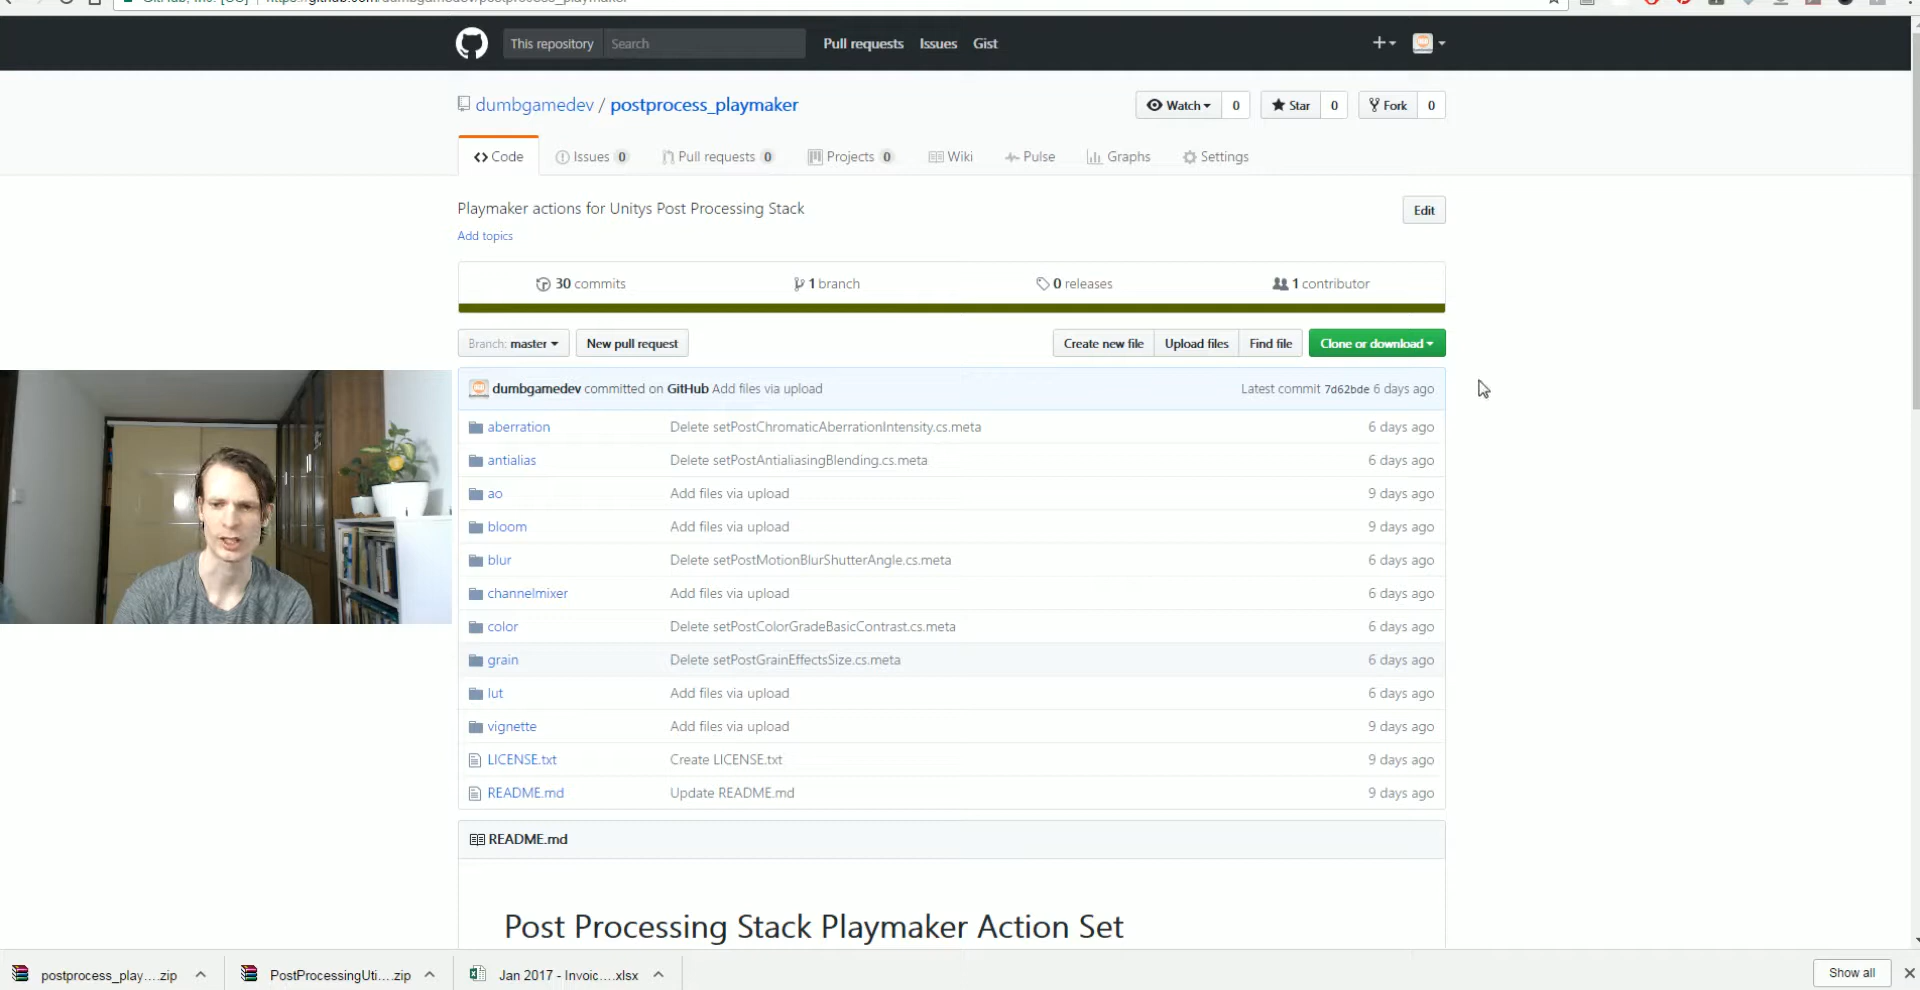 This repository Search Pull requests Issues Gist
dumbgamedev / postprocess_playmaker
Watch 0 Star 0 Fork 0
Code Issues 0 Pull requests 0 Projects 0 Wiki Pulse Graphs Settings
Playmaker actions for Unitys Post Processing Stack
Edit
Add topics
30 commits 1 branch 0 releases 1 contributor
Branch: master New pull request Create new file Upload files Find file Clone or download
dumbgamedev committed on GitHub Add files via upload Latest commit 7d62bde 6 days ago
aberration Delete setPostChromaticAberrationIntensity.cs.meta 6 days ago
antialias Delete setPostAntialiasingBlending.cs.meta 6 days ago
ao Add files via upload 9 days ago
bloom Add files via upload 9 days ago
blur Delete setPostMotionBlurShutterAngle.cs.meta 6 days ago
channelmixer Add files via upload 9 days ago
color Delete setPostColorGradeBasicContrast.cs.meta 6 days ago
grain Delete setPostGrainEffectsSize.cs.meta 6 days ago
lut Add files via upload 6 days ago
vignette Add files via upload 9 days ago
LICENSE.txt Create LICENSE.txt 9 days ago
README.md Update README.md 9 days ago
README.md
Post Processing Stack Playmaker Action Set
postprocess_play....zip PostProcessingUti....zip Jan 2017 - Invoic....xlsx Show all